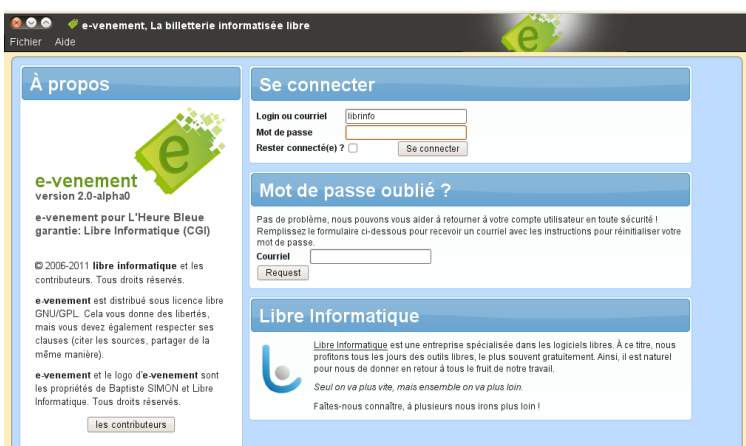 e-venement, La billetterie informatisée libre
Fichier Aide
e
À propos
e
e-venement
version 2.0-alpha0
e-venement pour L'Heure Bleue
garantie: Libre Informatique (CGI)
© 2006-2011 libre informatique et les
contributeurs. Tous droits réservés.
e-venement est distribué sous licence libre
GNU/GPL. Cela vous donne des libertés,
mais vous devez également respecter ses
clauses (citer les sources, partager de la
même manière).
e-venement et le logo d'e-venement sont
les propriétés de Baptiste SIMON et Libre
Informatique. Tous droits réservés.
les contributeurs
Se connecter
Login ou courriel librinfo
Mot de passe
Rester connecté(e) ? Se connecter
Mot de passe oublié ?
Pas de problème, nous pouvons vous aider à retourner à votre compte utilisateur en toute sécurité !
Remplissez le formulaire ci-dessous pour recevoir un courriel avec les instructions pour réinitialiser votre
mot de passe.
Courriel
Request
Libre Informatique
Libre Informatique est une entreprise spécialisée dans les logiciels libres. À ce titre, nous
profitons tous les jours des outils libres, le plus souvent gratuitement. Ainsi, il est naturel
pour nous de donner en retour à tous le fruit de notre travail.
Seul on va plus vite, mais ensemble on va plus loin.
Faîtes-nous connaître, à plusieurs nous irons plus loin !